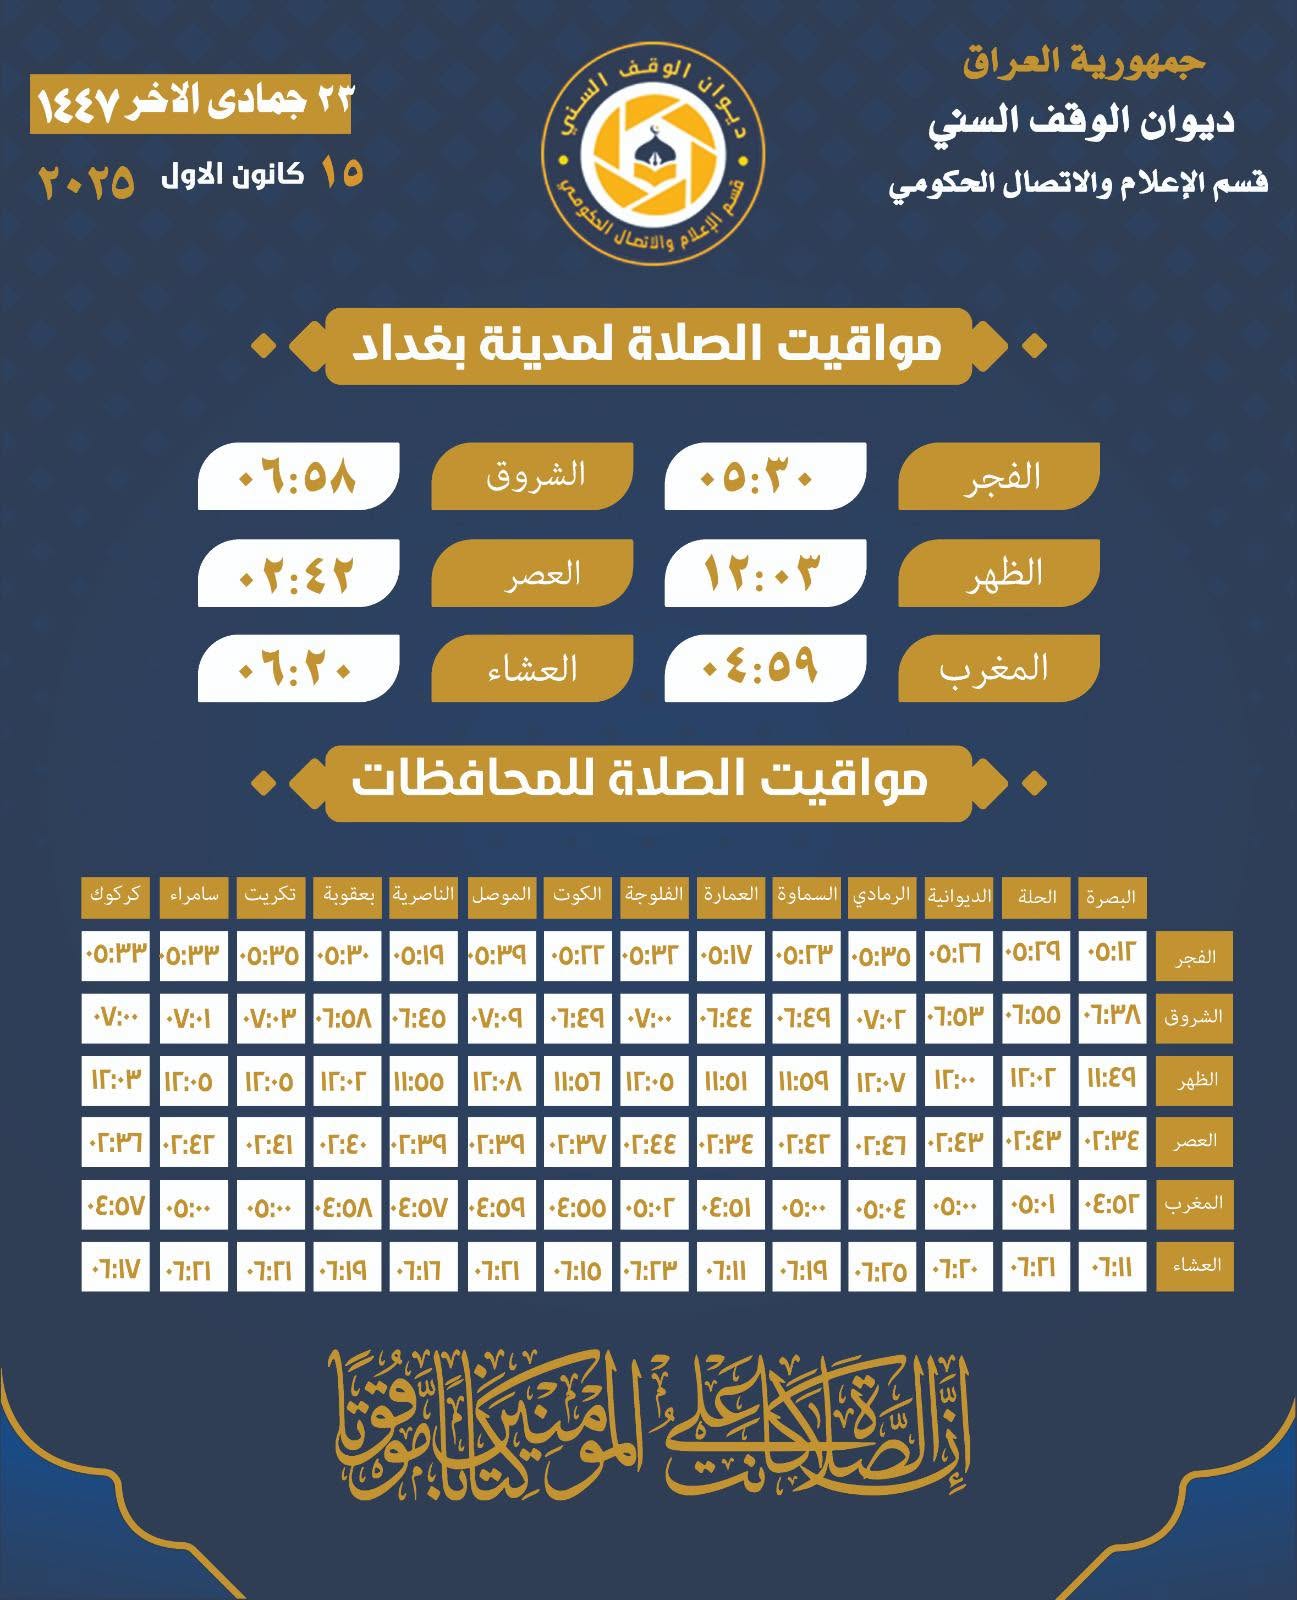 جمهورية العراق
ديوان الوقف السني
قسم الإعلام والاتصال الحكومي
ديوان الوقف السني
قسم الإعلام والاتصال الحكومي
٢٣ جمادى الاخر ١٤٤٧
١٥ كانون الاول ٢٠٢٥
مواقيت الصلاة لمدينة بغداد
الفجر ٠٥:٣٠ الشروق ٠٦:٥٨
الظهر ١٢:٠٣ العصر ٠٢:٤٢
المغرب ٠٤:٥٩ العشاء ٠٦:٢٠
مواقيت الصلاة للمحافظات
البصرة الحلة الديوانية الرمادي السماوة العمارة الفلوجة الكوت الموصل الناصرية بعقوبة تكريت سامراء كركوك
الفجر ٠٥:١٢ ٠٥:٢٩ ٠٥:٢٦ ٠٥:٣٥ ٠٥:٢٣ ٠٥:١٧ ٠٥:٣٢ ٠٥:٢٢ ٠٥:٣٩ ٠٥:١٩ ٠٥:٣٠ ٠٥:٣٥ ٠٥:٣٣ ٠٥:٣٣
الشروق ٠٦:٣٨ ٠٦:٥٥ ٠٦:٥٣ ٠٧:٠٢ ٠٦:٤٩ ٠٦:٤٤ ٠٧:٠٠ ٠٦:٤٩ ٠٧:٠٩ ٠٦:٤٥ ٠٦:٥٨ ٠٧:٠٣ ٠٧:٠١ ٠٧:٠٠
الظهر ١١:٤٩ ١٢:٠٢ ١٢:٠٠ ١٢:٠٧ ١١:٥٩ ١١:٥١ ١٢:٠٥ ١١:٥٦ ١٢:٠٨ ١١:٥٥ ١٢:٠٢ ١٢:٠٥ ١٢:٠٥ ١٢:٠٣
العصر ٠٢:٣٤ ٠٢:٤٣ ٠٢:٤٣ ٠٢:٤٦ ٠٢:٤٢ ٠٢:٣٤ ٠٢:٤٤ ٠٢:٣٧ ٠٢:٣٩ ٠٢:٣٩ ٠٢:٤٠ ٠٢:٤١ ٠٢:٤٢ ٠٢:٣٦
المغرب ٠٤:٥٢ ٠٥:٠١ ٠٥:٠٠ ٠٥:٠٤ ٠٥:٠٠ ٠٤:٥١ ٠٥:٠٢ ٠٤:٥٥ ٠٤:٥٩ ٠٤:٥٧ ٠٤:٥٨ ٠٥:٠٠ ٠٥:٠٠ ٠٤:٥٧
العشاء ٠٦:١١ ٠٦:٢١ ٠٦:٢٠ ٠٦:٢٥ ٠٦:١٩ ٠٦:١١ ٠٦:٢٣ ٠٦:١٥ ٠٦:٢١ ٠٦:١٦ ٠٦:١٩ ٠٦:٢١ ٠٦:٢١ ٠٦:١٧
إنَّ الصَّلاةَ كانت عَلى المؤمنين كتابًا موقوتًا